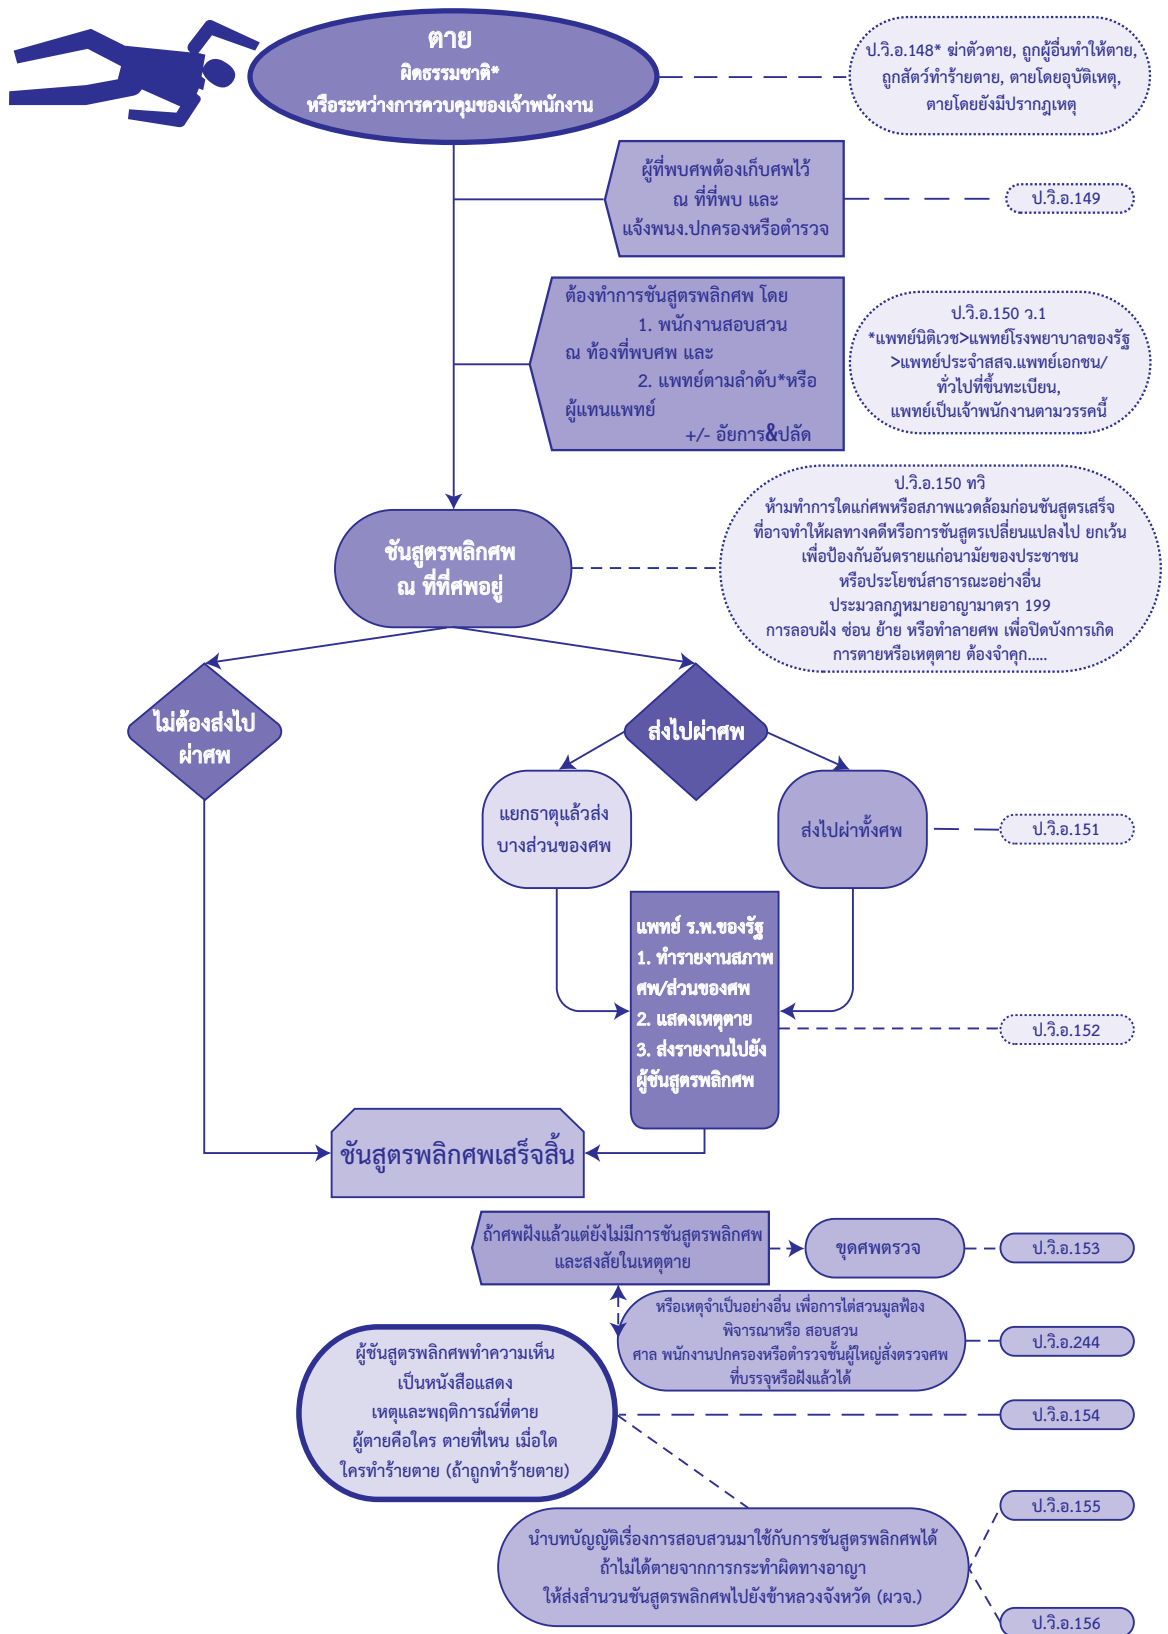 ตาย
ผิดธรรมชาติ*
หรือระหว่างการควบคุมของเจ้าพนักงาน
ป.วิ.อ.148* ฆ่าตัวตาย, ถูกผู้อื่นทำให้ตาย,
ถูกสัตว์ทำร้ายตาย, ตายโดยอุบัติเหตุ,
ตายโดยยังมีปรากฎเหตุ
ผู้ที่พบศพต้องเก็บศพไว้
ณ ที่ที่พบ และ
แจ้งพนง.ปกครองหรือตำรวจ
ป.วิ.อ.149
ต้องทำการชันสูตรพลิกศพ โดย
1. พนักงานสอบสวน
ณ ท้องที่พบศพ และ
2. แพทย์ตามลำดับ*หรือ
ผู้แทนแพทย์
+/- อัยการ&ปลัด
ป.วิ.อ.150 ว.1
*แพทย์นิติเวช>แพทย์โรงพยาบาลของรัฐ
>แพทย์ประจำสสจ.แพทย์เอกชน/
ทั่วไปที่ขึ้นทะเบียน,
แพทย์เป็นเจ้าพนักงานตามวรรคนี้
ชันสูตรพลิกศพ
ณ ที่ที่ศพอยู่
ป.วิ.อ.150 ทวิ
ห้ามทำการใดแก่ศพหรือสภาพแวดล้อมก่อนชันสูตรเสร็จ
ที่อาจทำให้ผลทางคดีหรือการชันสูตรเปลี่ยนแปลงไป ยกเว้น
เพื่อป้องกันอันตรายแก่อนามัยของประชาชน
หรือประโยชน์สาธารณะอย่างอื่น
ประมวลกฎหมายอาญามาตรา 199
การลอบฝัง ซ่อน ย้าย หรือทำลายศพ เพื่อปิดบังการเกิด
การตายหรือเหตุตาย ต้องจำคุก.....
ไม่ต้องส่งไป
ผ่าศพ
ส่งไปผ่าศพ
แยกธาตุแล้วส่ง
บางส่วนของศพ
ส่งไปผ่าทั้งศพ
ป.วิ.อ.151
แพทย์ ร.พ.ของรัฐ
1. ทำรายงานสภาพ
ศพ/ส่วนของศพ
2. แสดงเหตุตาย
3. ส่งรายงานไปยัง
ผู้ชันสูตรพลิกศพ
ป.วิ.อ.152
ชันสูตรพลิกศพเสร็จสิ้น
ถ้าศพฝังแล้วแต่ยังไม่มีการชันสูตรพลิกศพ
และสงสัยในเหตุตาย
ขุดศพตรวจ
ป.วิ.อ.153
หรือเหตุจำเป็นอย่างอื่น เพื่อการไต่สวนมูลฟ้อง
พิจารณาหรือ สอบสวน
ศาล พนักงานปกครองหรือตำรวจชั้นผู้ใหญ่สั่งตรวจศพ
ที่บรรจุหรือฝังแล้วได้
ป.วิ.อ.244
ผู้ชันสูตรพลิกศพทำความเห็น
เป็นหนังสือแสดง
เหตุและพฤติการณ์ที่ตาย
ผู้ตายคือใคร ตายที่ไหน เมื่อใด
ใครทำร้ายตาย (ถ้าถูกทำร้ายตาย)
ป.วิ.อ.154
ป.วิ.อ.155
นำบทบัญญัติเรื่องการสอบสวนมาใช้กับการชันสูตรพลิกศพได้
ถ้าไม่ได้ตายจากการกระทำผิดทางอาญา
ให้ส่งสำนวนชันสูตรพลิกศพไปยังข้าหลวงจังหวัด (ผวจ.)
ป.วิ.อ.156